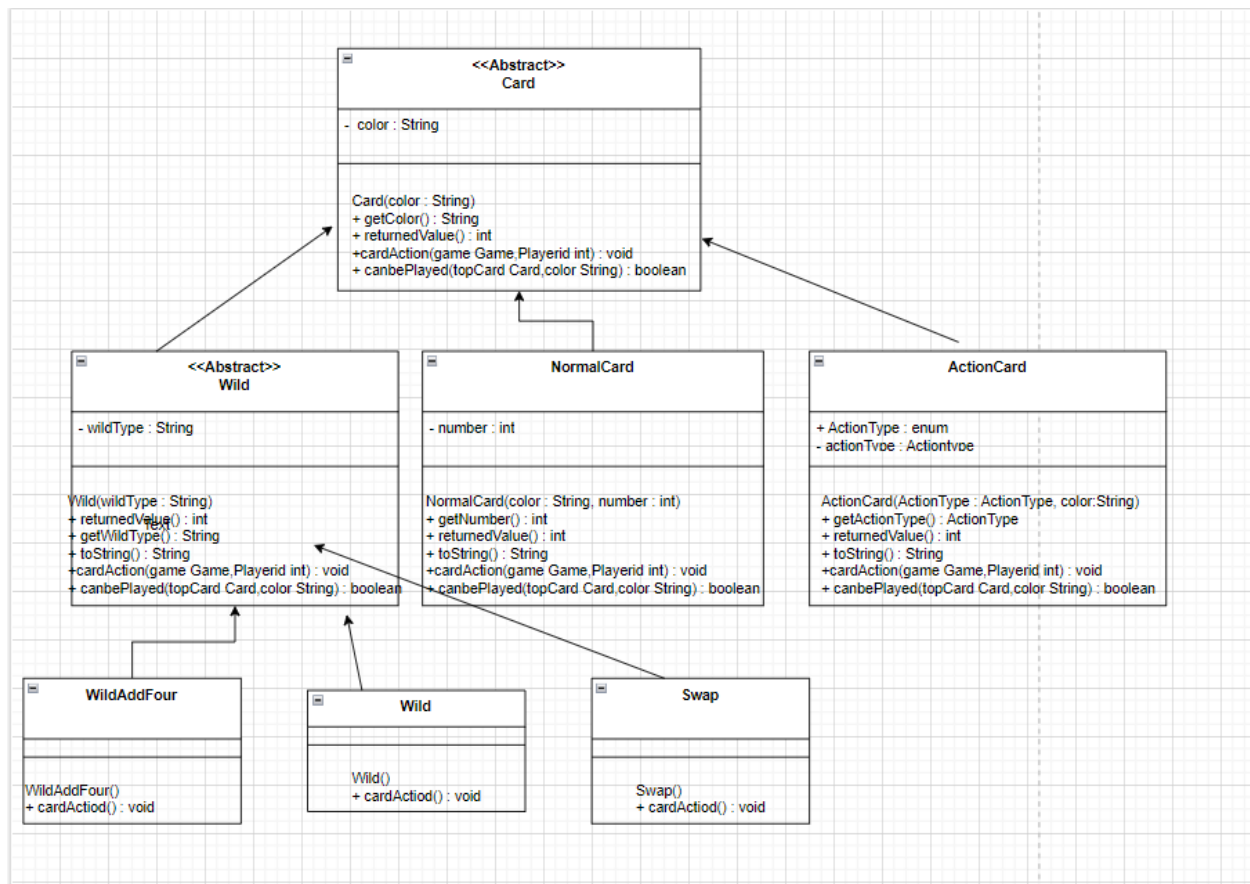 <<Abstract>>
Card
- color : String
Card(color : String)
+ getColor() : String
+ returnedValue() : int
+cardAction(game Game,Playerid int) : void
+ canbePlayed(topCard Card,color String) : boolean
<<Abstract>>
Wild
- wildType : String
Wild(wildType : String)
+ returnedValue() : int
Text
+ getWildType() : String
+ toString() : String
+cardAction(game Game,Playerid int) : void
+ canbePlayed(topCard Card,color String) : boolean
NormalCard
- number : int
NormalCard(color : String, number : int)
+ getNumber() : int
+ returnedValue() : int
+ toString() : String
+cardAction(game Game,Playerid int) : void
+ canbePlayed(topCard Card,color String) : boolean
ActionCard
+ ActionType : enum
- actionType : Actiontype
ActionCard(ActionType : ActionType, color:String)
+ getActionType() : ActionType
+ returnedValue() : int
+ toString() : String
+cardAction(game Game,Playerid int) : void
+ canbePlayed(topCard Card,color String) : boolean
WildAddFour
WildAddFour()
+ cardActiod() : void
Wild
Wild()
+ cardActiod() : void
Swap
Swap()
+ cardActiod() : void